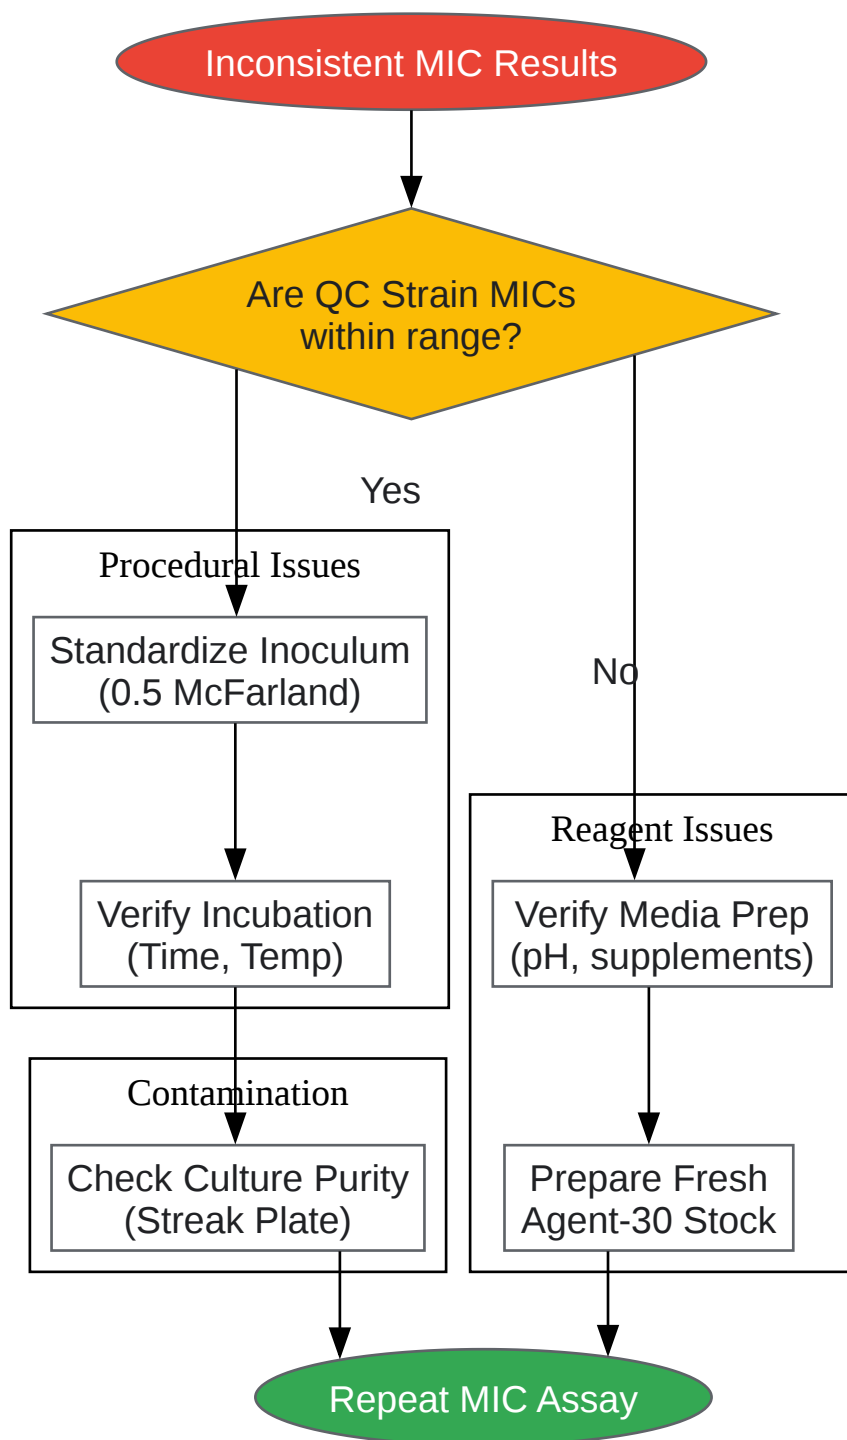 Inconsistent MIC Results
Are QC Strain MICs
within range?
Yes
Procedural Issues
Standardize Inoculum
(0.5 McFarland)
No
Reagent Issues
Verify Incubation
(Time, Temp)
Verify Media Prep
(pH, supplements)
Contamination
Check Culture Purity
(Streak Plate)
Prepare Fresh
Agent-30 Stock
Repeat MIC Assay